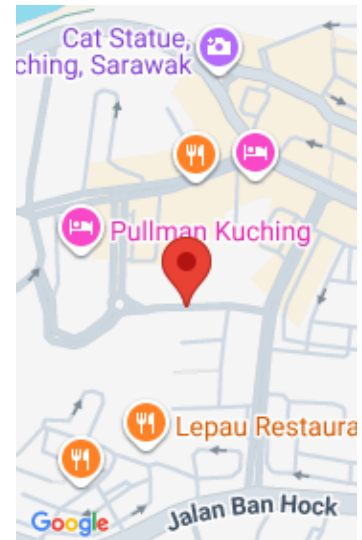 Cat Statue,
ching, Sarawak
Pullman Kuching
Lepau Restaura
Jalan Ban Hock
Google